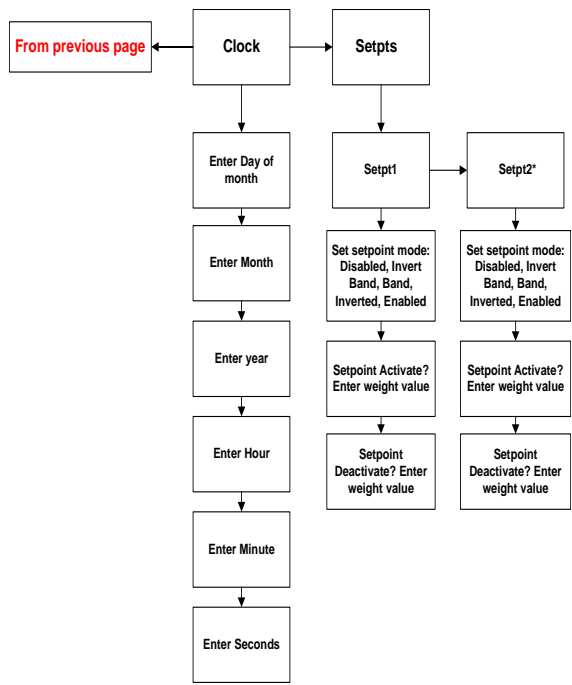 From previous page
Clock
Setpts
Enter Day of
month
Enter Month
Enter year
Enter Hour
Enter Minute
Enter Seconds
Setpt1
Set setpoint mode:
Disabled, Invert
Band, Band,
Inverted, Enabled
Setpoint Activate?
Enter weight value
Setpoint
Deactivate? Enter
weight value
Setpt2*
Set setpoint mode:
Disabled, Invert
Band, Band,
Inverted, Enabled
Setpoint Activate?
Enter weight value
Setpoint
Deactivate? Enter
weight value